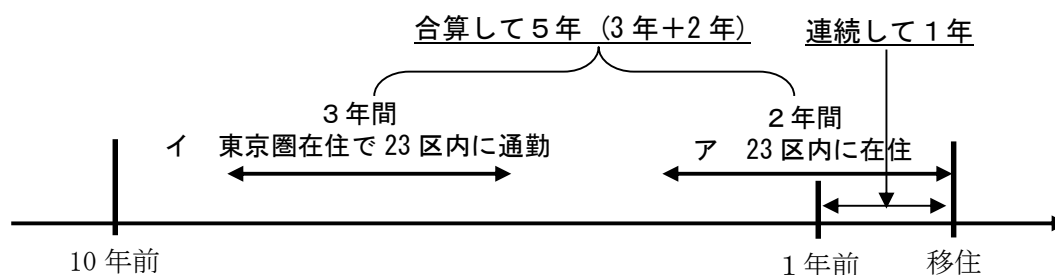 合算して５年（3 年＋2 年）
連続して１年
３年間
イ　東京圏在住で 23 区内に通勤
２年間
ア　23 区内に在住
10 年前
１年前
移住